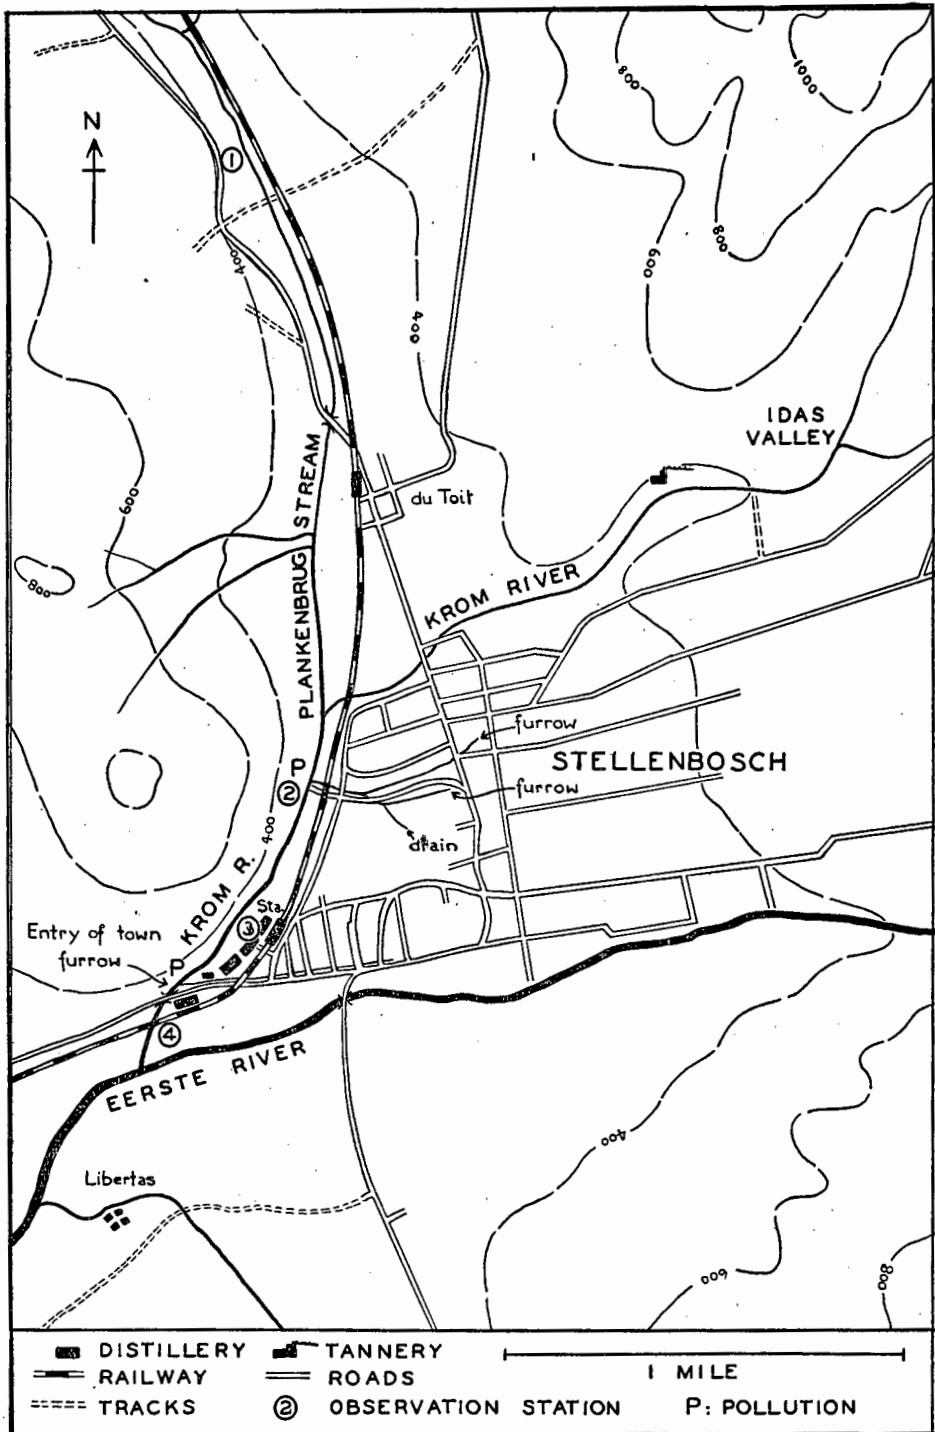 N
1
400
800
1000
800
600
400
IDAS
VALLEY
600
du Toit
PLANKENBRUG STREAM
KROM RIVER
800
furrow
STELLENBOSCH
P
2
furrow
400
drain
KROM R.
Sta.
3
Entry of town
furrow
P
4
EERSTE RIVER
400
Libertas
600
800
DISTILLERY TANNERY
RAILWAY ROADS 1 MILE
TRACKS 2 OBSERVATION STATION P: POLLUTION